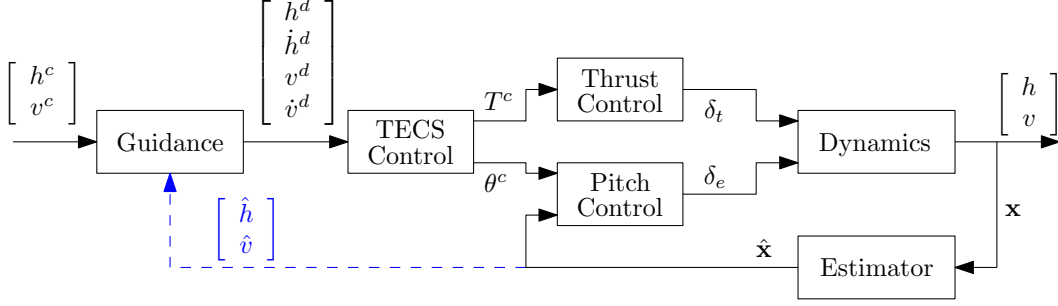 h^d
ḣ^d
v^d
v̇^d
h^c
v^c
Guidance
TECS
Control
T^c
θ^c
Thrust
Control
Pitch
Control
δ_t
δ_e
Dynamics
h
v
x
Estimator
x̂
ĥ
v̂